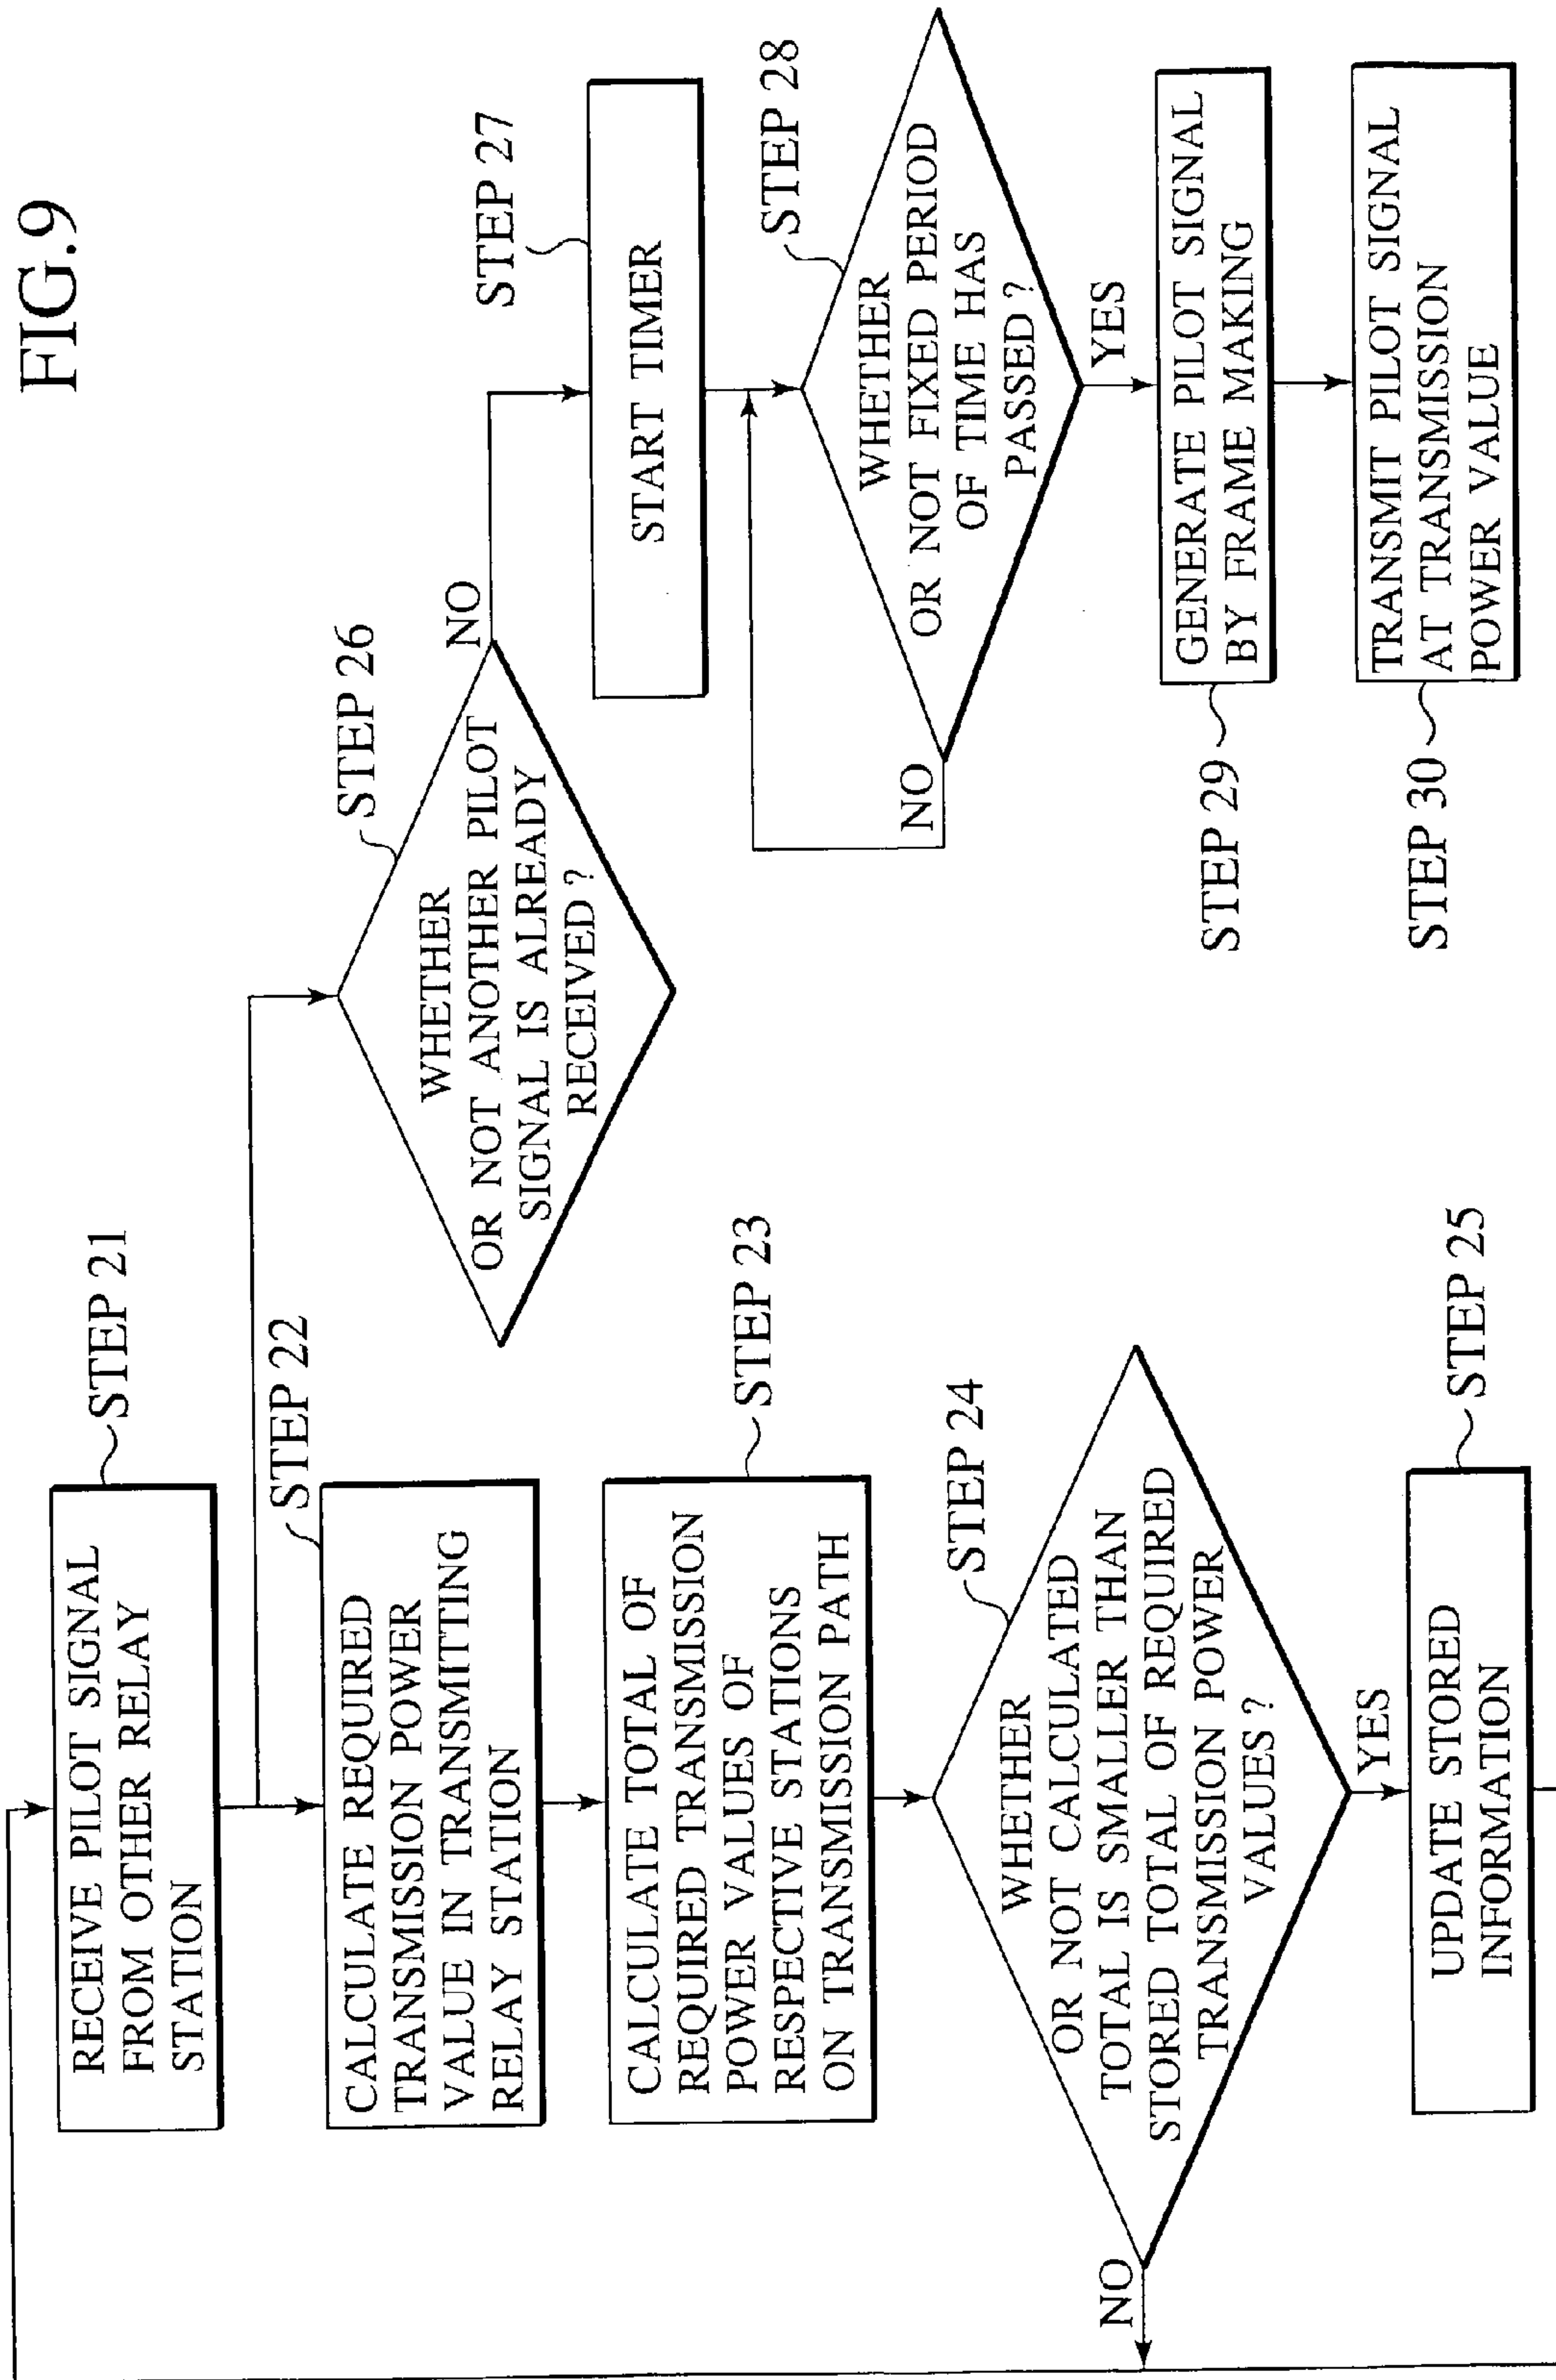 FIG.9
RECEIVE PILOT SIGNAL
FROM OTHER RELAY
STATION
STEP 21
CALCULATE REQUIRED
TRANSMISSION POWER
VALUE IN TRANSMITTING
RELAY STATION
STEP 22
CALCULATE TOTAL OF
REQUIRED TRANSMISSION
POWER VALUES OF
RESPECTIVE STATIONS
ON TRANSMISSION PATH
STEP 23
WHETHER
OR NOT CALCULATED
TOTAL IS SMALLER THAN
STORED TOTAL OF REQUIRED
TRANSMISSION POWER
VALUES ?
STEP 24
NO
YES
UPDATE STORED
INFORMATION
STEP 25
WHETHER
OR NOT ANOTHER PILOT
SIGNAL IS ALREADY
RECEIVED ?
STEP 26
NO
START TIMER
STEP 27
WHETHER
OR NOT FIXED PERIOD
OF TIME HAS
PASSED ?
STEP 28
NO
YES
GENERATE PILOT SIGNAL
BY FRAME MAKING
STEP 29
TRANSMIT PILOT SIGNAL
AT TRANSMISSION
POWER VALUE
STEP 30